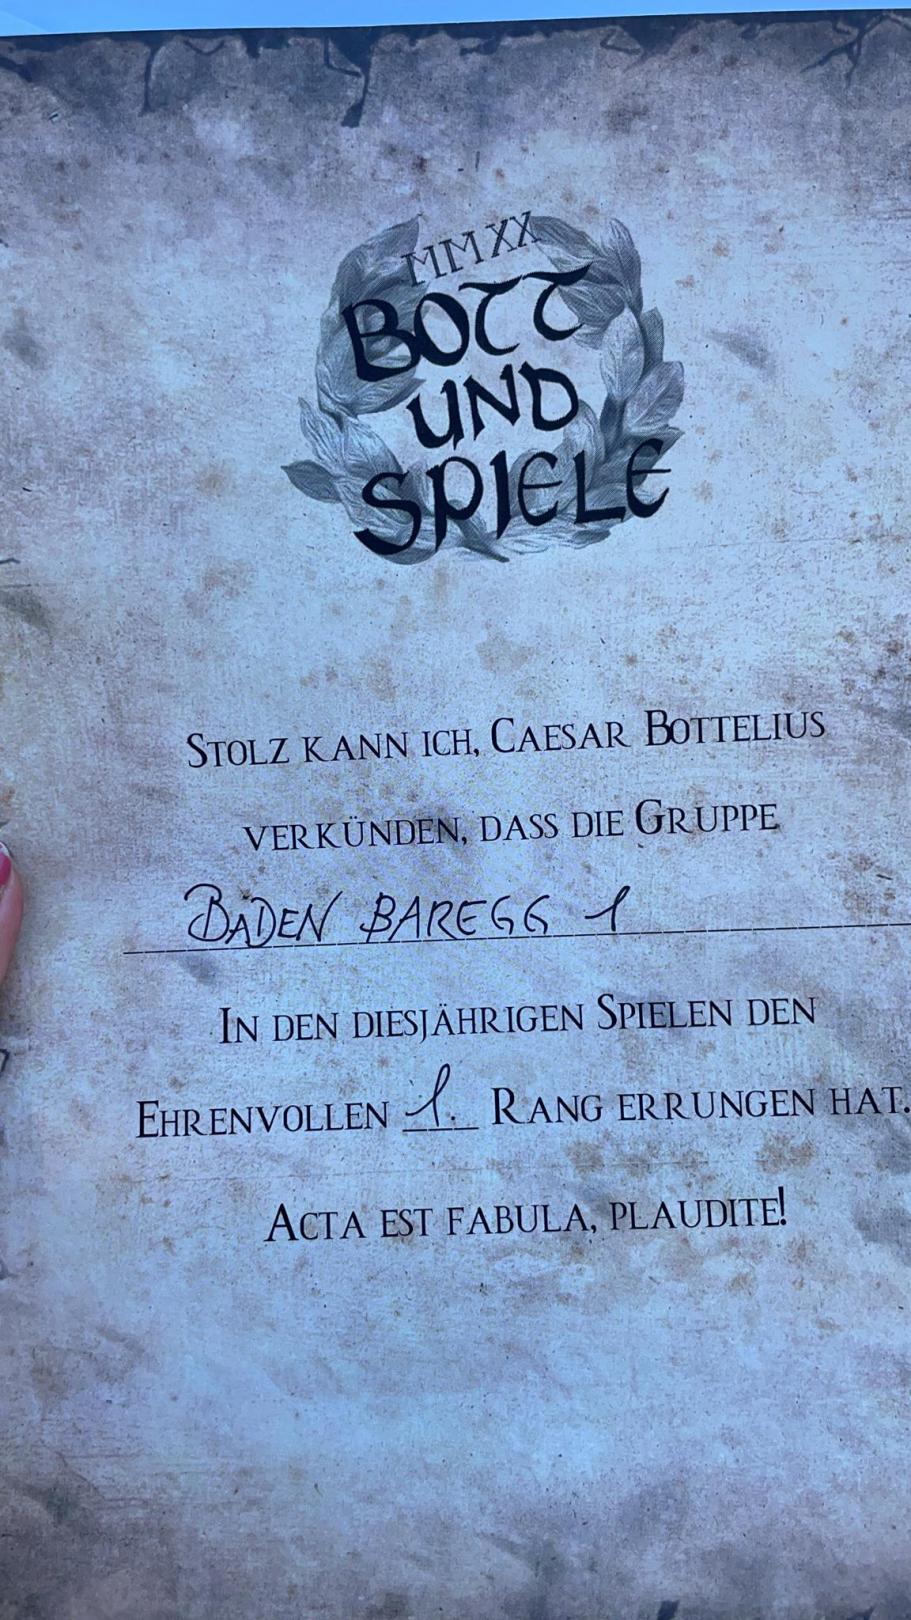 MMXX
BOTT
UND
SPIELE
STOLZ KANN ICH, CAESAR BOTTELIUS
VERKÜNDEN, DASS DIE GRUPPE
BADEN BAREGG 1
IN DEN DIESJÄHRIGEN SPIELEN DEN
EHRENVOLLEN 1. RANG ERRUNGEN HAT.
ACTA EST FABULA, PLAUDITE!